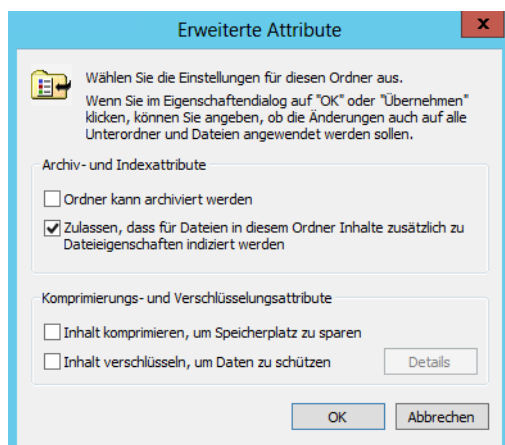 Erweiterte Attribute
x
Wählen Sie die Einstellungen für diesen Ordner aus.
Wenn Sie im Eigenschaftendialog auf "OK" oder "Übernehmen"
klicken, können Sie angeben, ob die Änderungen auch auf alle
Unterordner und Dateien angewendet werden sollen.
Archiv- und Indexattribute
Ordner kann archiviert werden
Zulassen, dass für Dateien in diesem Ordner Inhalte zusätzlich zu
Dateieigenschaften indiziert werden
Komprimierungs- und Verschlüsselungsattribute
Inhalt komprimieren, um Speicherplatz zu sparen
Inhalt verschlüsseln, um Daten zu schützen
Details
OK
Abbrechen